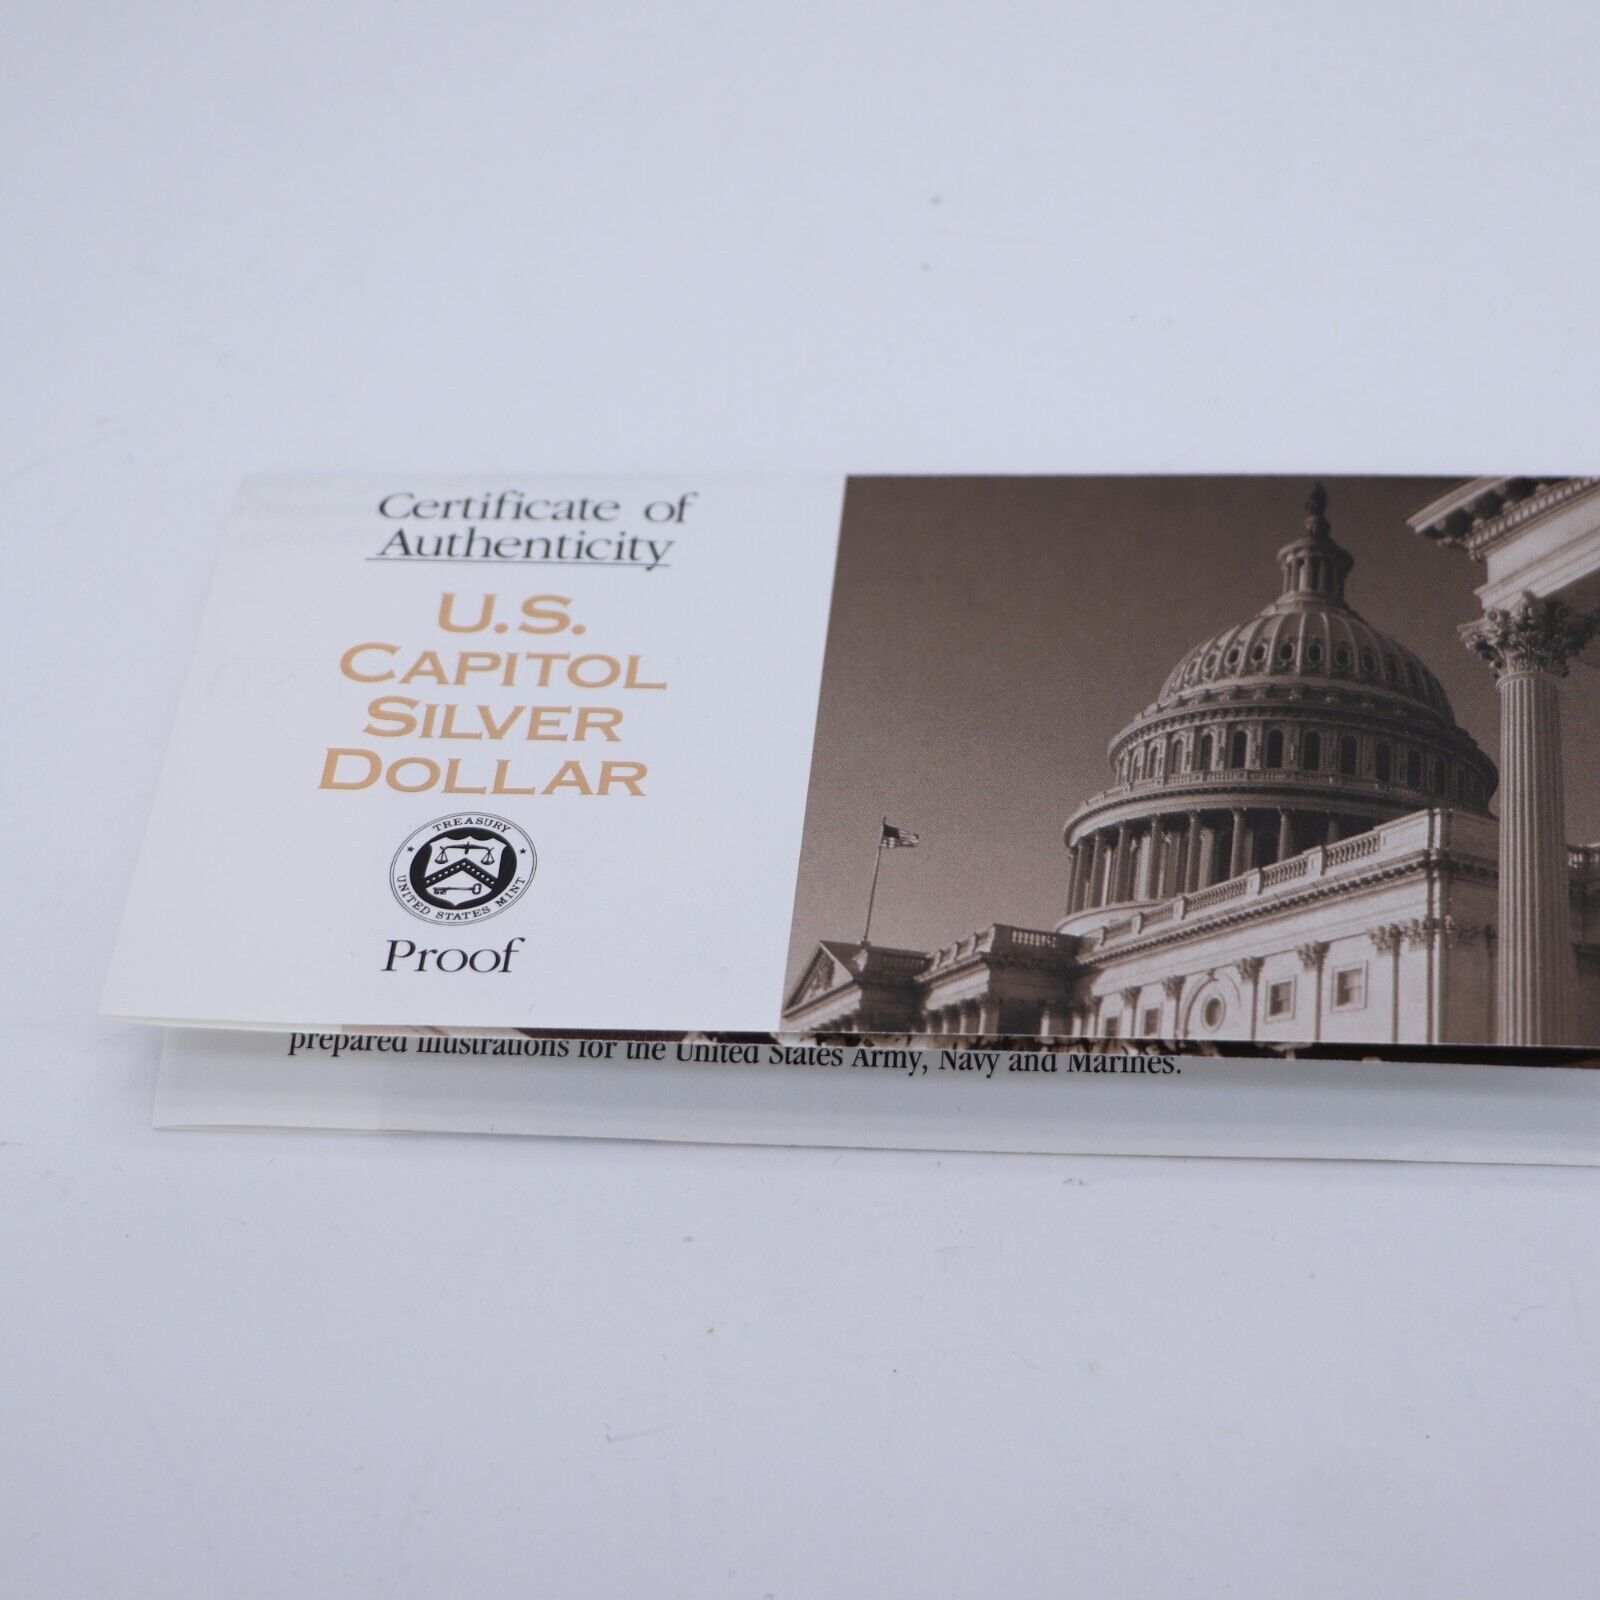 Certificate of
Authenticity
U.S.
CAPITOL
SILVER
DOLLAR
TREASURY
UNITED STATES MINT
Proof
prepared illustrations for the United States Army, Navy and Marines.